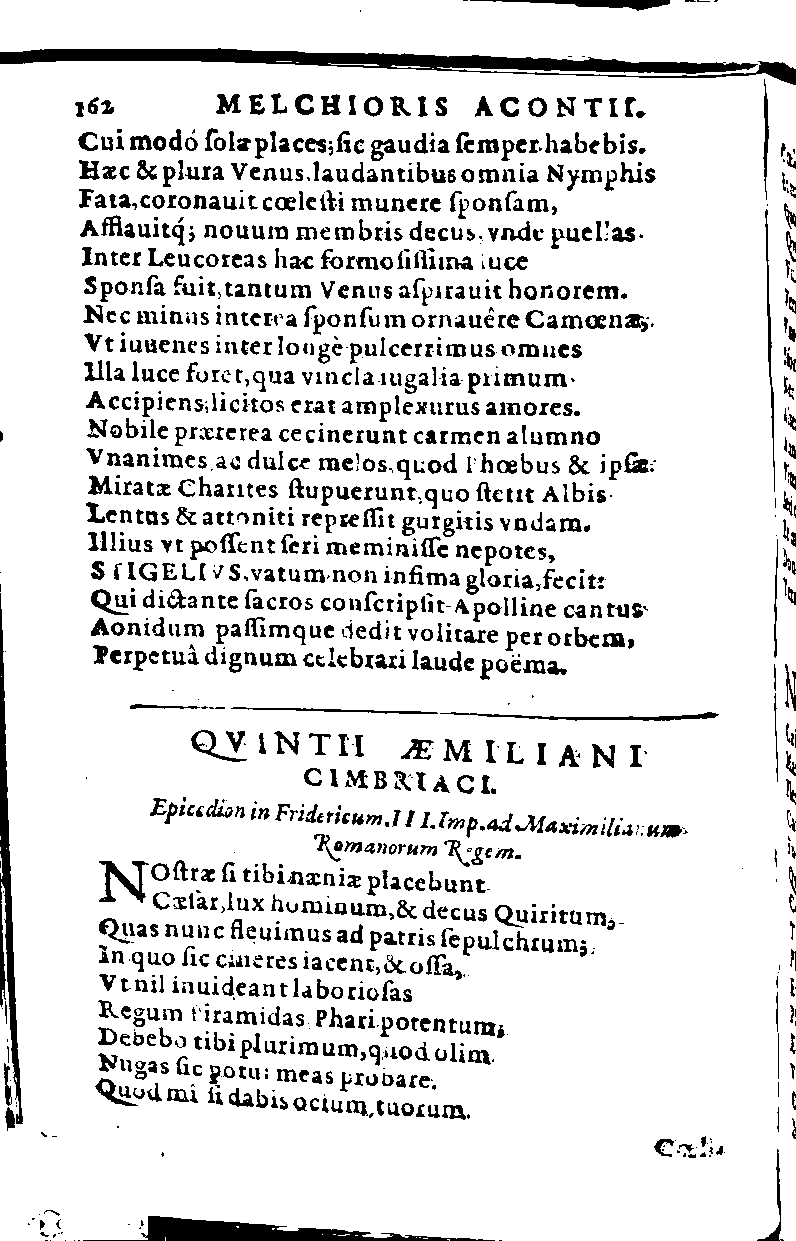 162 MELCHIORIS ACONTII.
Cui modó ſolæ places; ſic gaudia ſemper habebis.
Hæc & plura Venus, laudantibus omnia Nymphis
Fata, coronauit cœleſti munere ſponſam,
Afflauitq́; nouum membris decus, vnde puellas
Inter Leucoreas hac formoſiſſima luce
Sponſa fuit, tantum Venus aſpirauit honorem.
Nec minus interea ſponſum ornauêre Camœnæ,
Vt iuuenes inter longè pulcerrimus omnes
Illa luce foret, qua vincla iugalia primum
Accipiens, licitos erat amplexurus amores.
Nobile præterea cecinerunt carmen alumno
Vnanimes, ac dulce melos, quod Phœbus & ipſæ
Miratæ Charites ſtupuerunt, quo ſtetit Albis
Lentus & attoniti repreſſit gurgitis vndam.
Illius vt poſſent ſeri meminiſſe nepotes,
STIGELIVS, vatum non infima gloria, fecit:
Qui dictante ſacros conſcripſit Apolline cantus
Aonidum paſſimque dedit volitare per orbem,
Perpetuâ dignum celebrari laude poëma.
QVINTII ÆMILIANI
CIMBRIACI.
Epicedion in Fridericum. III. Imp. ad Maximilianum
Romanorum Regem.
NOſtræ ſi tibi næniæ placebunt
Cæſar, lux hominum, & decus Quiritum,
Quas nunc fleuimus ad patris ſepulchrum;
In quo ſic cineres iacent, & oſſa,
Vt nil inuideant laborioſas
Regum Piramidas Phari potentum;
Debebo tibi plurimum, quod olim
Nugas ſic potui meas probare.
Quod mi ſi dabis ocium, tuorum.